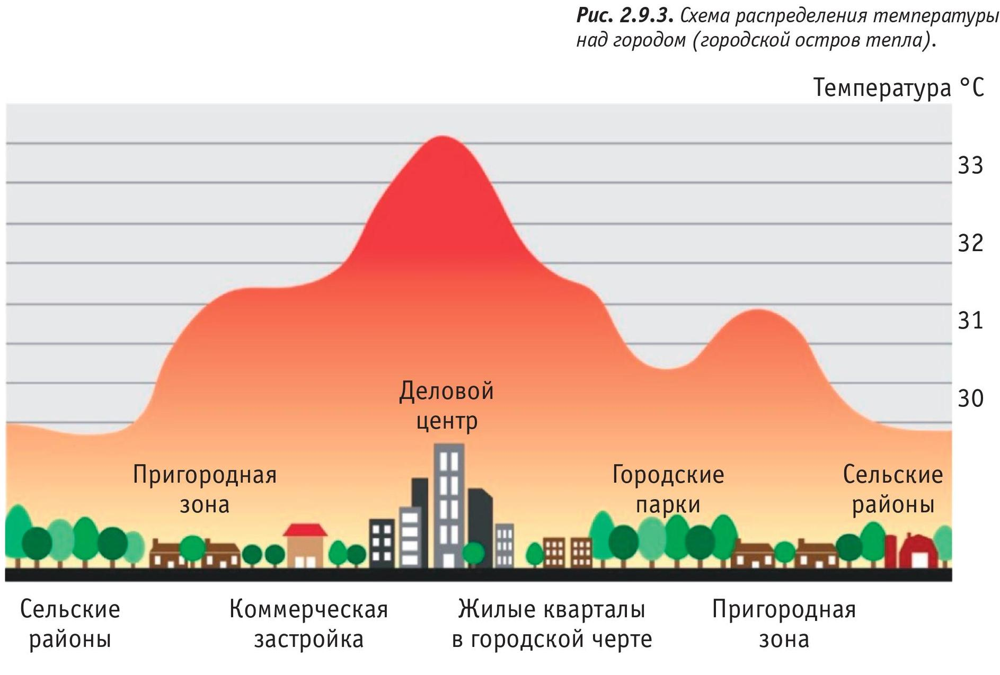 Рис. 2.9.3. Схема распределения температуры
над городом (городской остров тепла).
Температура °C
33
32
31
30
Деловой
центр
Пригородная
зона
Городские
парки
Сельские
районы
Сельские
районы
Коммерческая
застройка
Жилые кварталы
в городской черте
Пригородная
зона